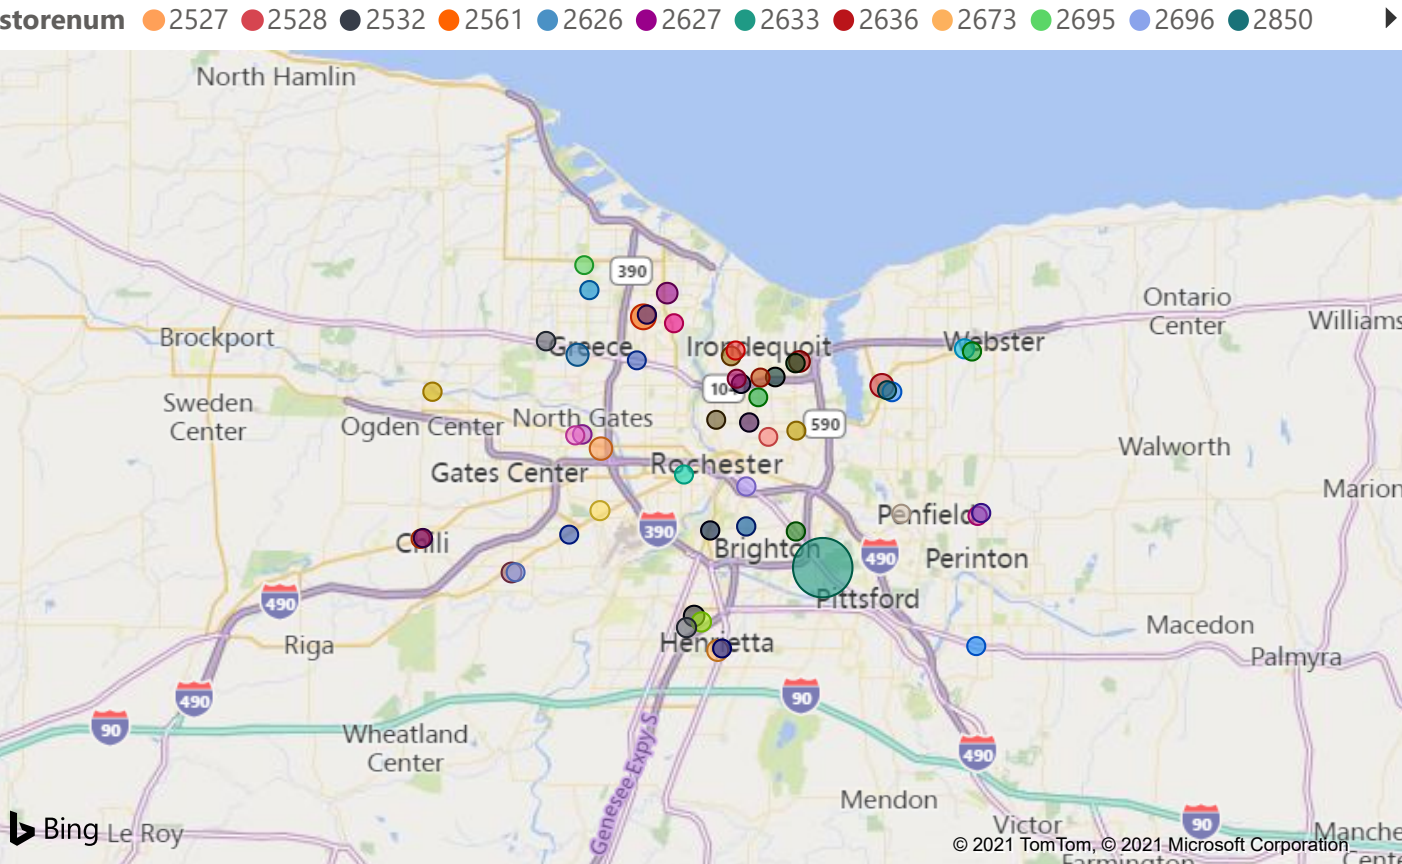 storenum 2527 2528 2532 2561 2626 2627 2633 2636 2673 2695 2696 2850
North Hamlin
390
Ontario
Center
Williams
Brockport
Greece
Irondequoit
Webster
104
Sweden
Center
Ogden Center
North Gates
590
Walworth
Gates Center
Rochester
Marion
Penfield
Chili
390
Brighton
490
Perinton
490
Pittsford
Riga
Henrietta
Macedon
Palmyra
490
90
90
Wheatland
Center
490
Genesee Expy S
Mendon
90
Bing
Le Roy
Victor
Manche
© 2021 TomTom, © 2021 Microsoft Corporation
Farmington